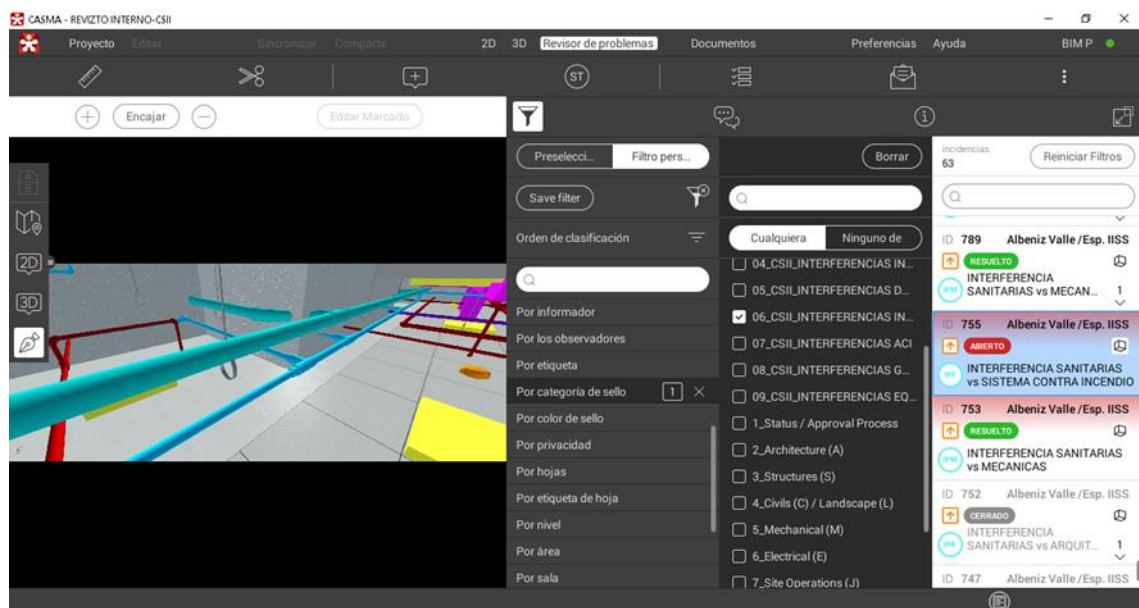 CASMA - REVIZTO INTERNO-CSII
Proyecto Editar Sincronizar Compartir 2D 3D Revisor de problemas Documentos Preferencias Ayuda BIM P
ST
Encajar Editar Marcado
Preselecci... Filtro pers...
Save filter
Orden de clasificación
Por informador
Por los observadores
Por etiqueta
Por categoría de sello 1
Por color de sello
Por privacidad
Por hojas
Por etiqueta de hoja
Por nivel
Por área
Por sala
Borrar
Cualquiera Ninguno de
04_CSII_INTERFERENCIAS IN...
05_CSII_INTERFERENCIAS D...
06_CSII_INTERFERENCIAS IN...
07_CSII_INTERFERENCIAS ACI
08_CSII_INTERFERENCIAS G...
09_CSII_INTERFERENCIAS EQ...
1_Status / Approval Process
2_Architecture (A)
3_Structures (S)
4_Civils (C) / Landscape (L)
5_Mechanical (M)
6_Electrical (E)
7_Site Operations (J)
incidencias
63
Reiniciar Filtros
ID 789 Albeniz Valle /Esp. IISS
RESUELTO
INTERFERENCIA
IPM SANITARIAS vs MECAN... 1
ID 755 Albeniz Valle /Esp. IISS
ABIERTO
IPF INTERFERENCIA SANITARIAS
vs SISTEMA CONTRA INCENDIO
ID 753 Albeniz Valle /Esp. IISS
RESUELTO
IPM INTERFERENCIA SANITARIAS
vs MECANICAS
ID 752 Albeniz Valle /Esp. IISS
CERRADO
INTERFERENCIA
IPA SANITARIAS vs ARQUIT... 1
ID 747 Albeniz Valle /Esp. IISS
2D
3D